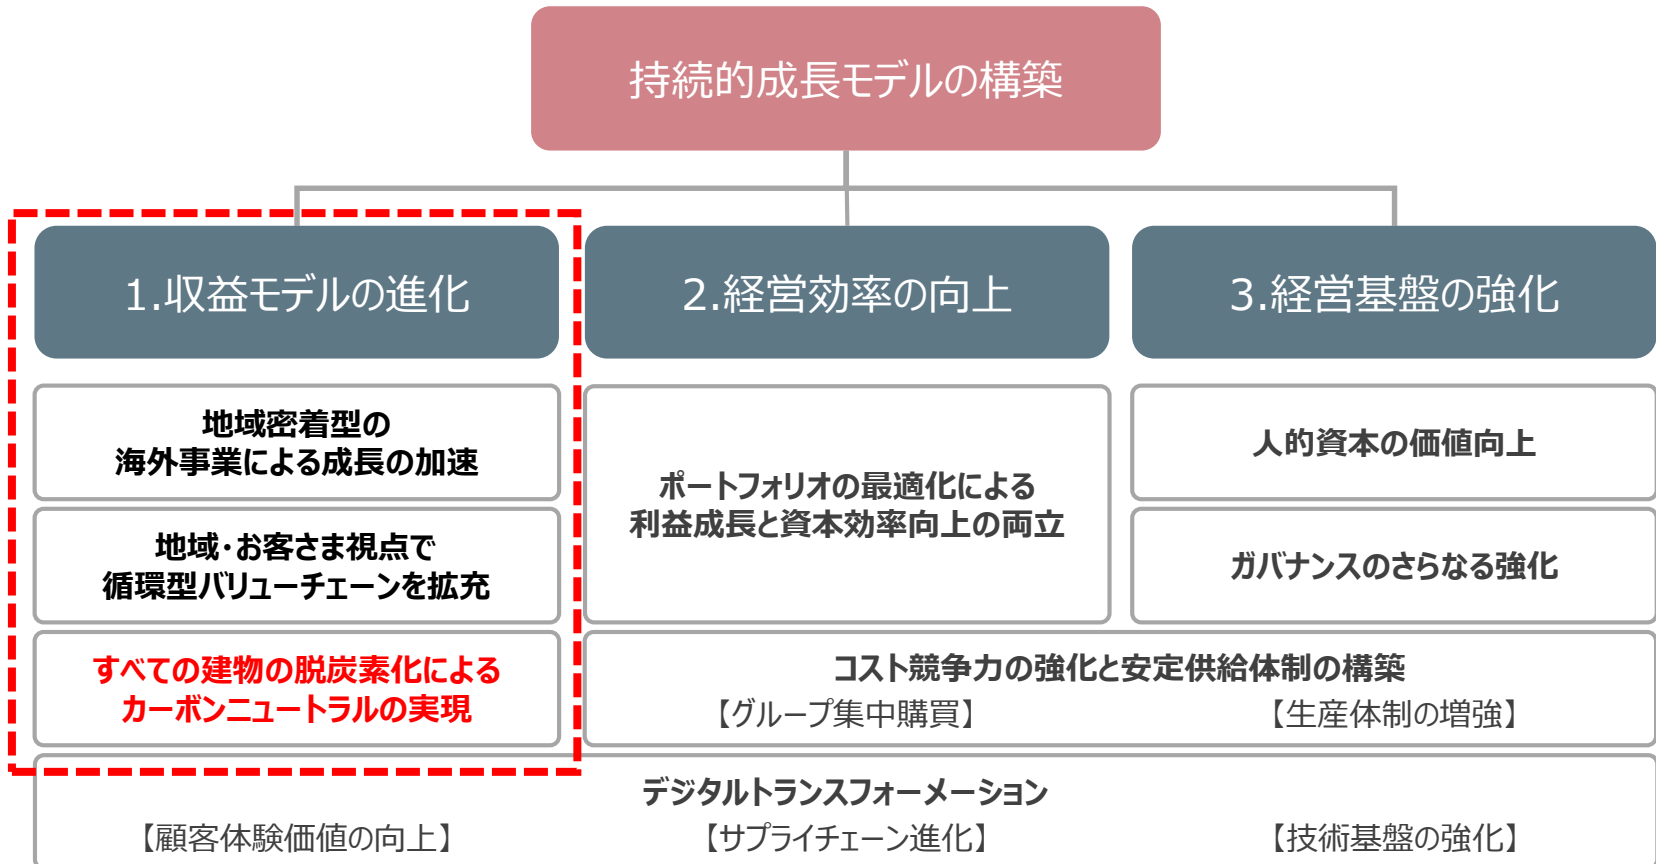 持続的成長モデルの構築
1.収益モデルの進化
2.経営効率の向上
3.経営基盤の強化
地域密着型の
海外事業による成長の加速
地域・お客さま視点で
循環型バリューチェーンを拡充
すべての建物の脱炭素化による
カーボンニュートラルの実現
ポートフォリオの最適化による
利益成長と資本効率向上の両立
人的資本の価値向上
ガバナンスのさらなる強化
コスト競争力の強化と安定供給体制の構築
【グループ集中購買】
【生産体制の増強】
デジタルトランスフォーメーション
【顧客体験価値の向上】
【サプライチェーン進化】
【技術基盤の強化】